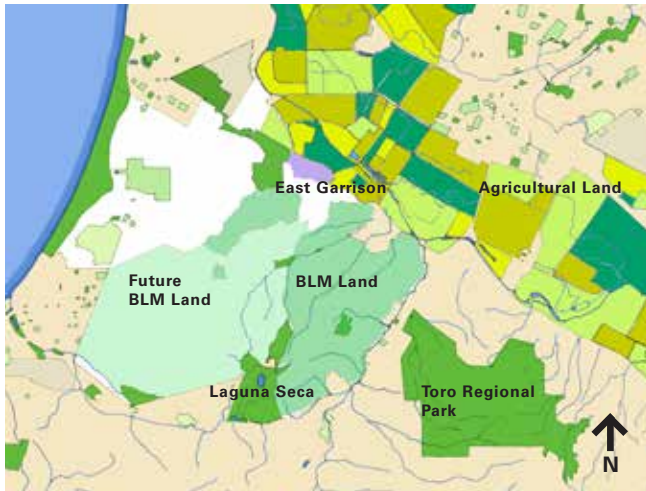 East Garrison
Agricultural Land
Future
BLM Land
BLM Land
Laguna Seca
Toro Regional
Park
N